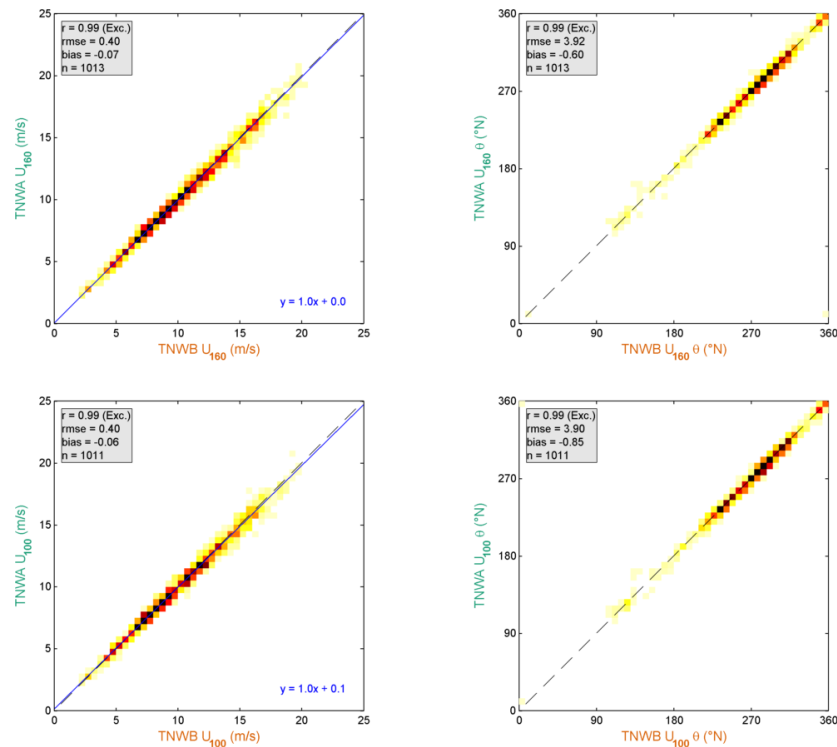 r = 0.99 (Exc.)
rmse = 0.40
bias = -0.07
n = 1013
25
20
15
10
5
0
TNWA U160 (m/s)
y = 1.0x + 0.0
0 5 10 15 20 25
TNWB U160 (m/s)
r = 0.99 (Exc.)
rmse = 3.92
bias = -0.60
n = 1013
360
270
180
90
0
TNWA U160 θ (°N)
0 90 180 270 360
TNWB U160 θ (°N)
r = 0.99 (Exc.)
rmse = 0.40
bias = -0.06
n = 1011
25
20
15
10
5
0
TNWA U100 (m/s)
y = 1.0x + 0.1
0 5 10 15 20 25
TNWB U100 (m/s)
r = 0.99 (Exc.)
rmse = 3.90
bias = -0.85
n = 1011
360
270
180
90
0
TNWA U100 θ (°N)
0 90 180 270 360
TNWB U100 θ (°N)